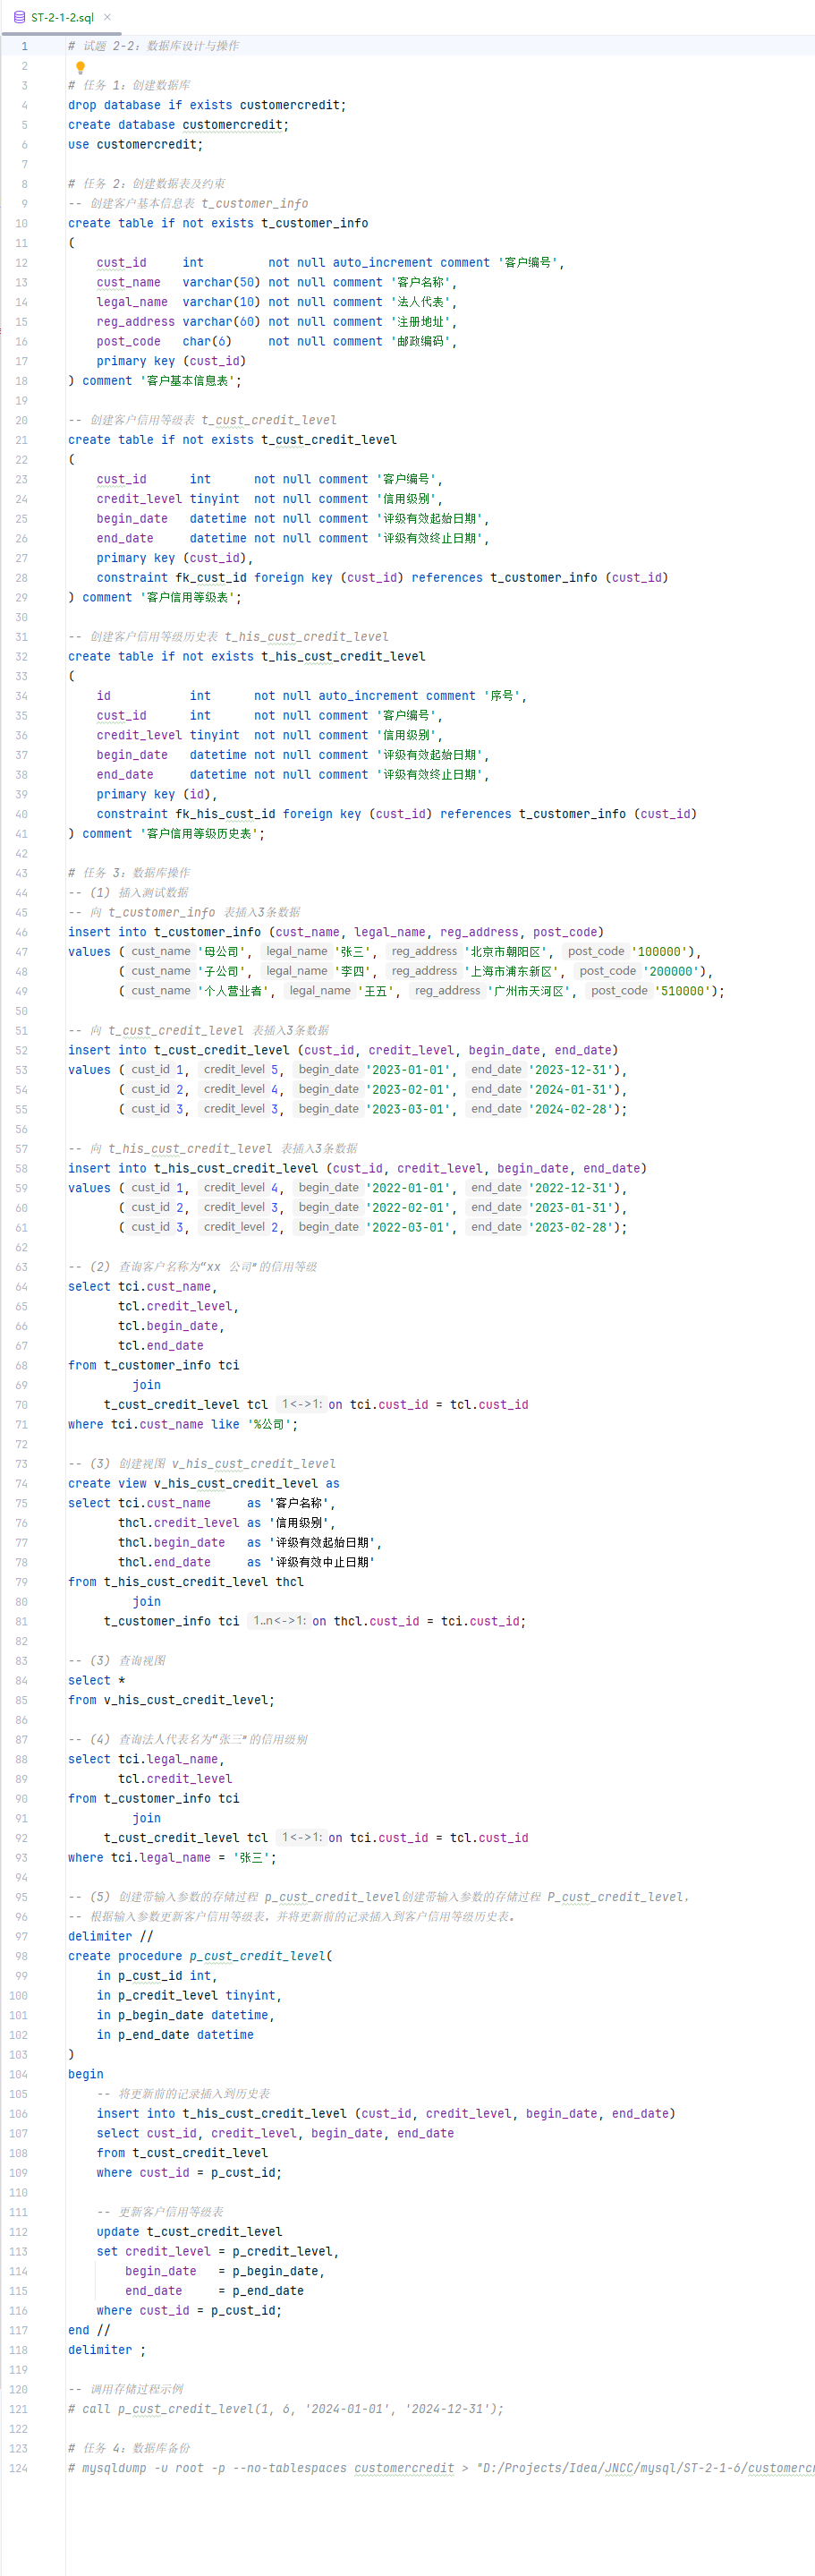 ST-2-1-2.sql ×
1 # 试题 2-2：数据库设计与操作
2
3 # 任务 1：创建数据库
4 drop database if exists customercredit;
5 create database customercredit;
6 use customercredit;
7
8 # 任务 2：创建数据表及约束
9 -- 创建客户基本信息表 t_customer_info
10 create table if not exists t_customer_info
11 (
12 cust_id int not null auto_increment comment '客户编号',
13 cust_name varchar(50) not null comment '客户名称',
14 legal_name varchar(10) not null comment '法人代表',
15 reg_address varchar(60) not null comment '注册地址',
16 post_code char(6) not null comment '邮政编码',
17 primary key (cust_id)
18 ) comment '客户基本信息表';
19
20 -- 创建客户信用等级表 t_cust_credit_level
21 create table if not exists t_cust_credit_level
22 (
23 cust_id int not null comment '客户编号',
24 credit_level tinyint not null comment '信用级别',
25 begin_date datetime not null comment '评级有效起始日期',
26 end_date datetime not null comment '评级有效终止日期',
27 primary key (cust_id),
28 constraint fk_cust_id foreign key (cust_id) references t_customer_info (cust_id)
29 ) comment '客户信用等级表';
30
31 -- 创建客户信用等级历史表 t_his_cust_credit_level
32 create table if not exists t_his_cust_credit_level
33 (
34 id int not null auto_increment comment '序号',
35 cust_id int not null comment '客户编号',
36 credit_level tinyint not null comment '信用级别',
37 begin_date datetime not null comment '评级有效起始日期',
38 end_date datetime not null comment '评级有效终止日期',
39 primary key (id),
40 constraint fk_his_cust_id foreign key (cust_id) references t_customer_info (cust_id)
41 ) comment '客户信用等级历史表';
42
43 # 任务 3：数据库操作
44 -- (1) 插入测试数据
45 -- 向 t_customer_info 表插入3条数据
46 insert into t_customer_info (cust_name, legal_name, reg_address, post_code)
47 values ( cust_name '母公司', legal_name '张三', reg_address '北京市朝阳区', post_code '100000'),
48 ( cust_name '子公司', legal_name '李四', reg_address '上海市浦东新区', post_code '200000'),
49 ( cust_name '个人营业者', legal_name '王五', reg_address '广州市天河区', post_code '510000');
50
51 -- 向 t_cust_credit_level 表插入3条数据
52 insert into t_cust_credit_level (cust_id, credit_level, begin_date, end_date)
53 values ( cust_id 1, credit_level 5, begin_date '2023-01-01', end_date '2023-12-31'),
54 ( cust_id 2, credit_level 4, begin_date '2023-02-01', end_date '2024-01-31'),
55 ( cust_id 3, credit_level 3, begin_date '2023-03-01', end_date '2024-02-28');
56
57 -- 向 t_his_cust_credit_level 表插入3条数据
58 insert into t_his_cust_credit_level (cust_id, credit_level, begin_date, end_date)
59 values ( cust_id 1, credit_level 4, begin_date '2022-01-01', end_date '2022-12-31'),
60 ( cust_id 2, credit_level 3, begin_date '2022-02-01', end_date '2023-01-31'),
61 ( cust_id 3, credit_level 2, begin_date '2022-03-01', end_date '2023-02-28');
62
63 -- (2) 查询客户名称为“xx 公司”的信用等级
64 select tci.cust_name,
65 tcl.credit_level,
66 tcl.begin_date,
67 tcl.end_date
68 from t_customer_info tci
69 join
70 t_cust_credit_level tcl 1<->1: on tci.cust_id = tcl.cust_id
71 where tci.cust_name like '%公司';
72
73 -- (3) 创建视图 v_his_cust_credit_level
74 create view v_his_cust_credit_level as
75 select tci.cust_name as '客户名称',
76 thcl.credit_level as '信用级别',
77 thcl.begin_date as '评级有效起始日期',
78 thcl.end_date as '评级有效中止日期'
79 from t_his_cust_credit_level thcl
80 join
81 t_customer_info tci 1..n<->1: on thcl.cust_id = tci.cust_id;
82
83 -- (3) 查询视图
84 select *
85 from v_his_cust_credit_level;
86
87 -- (4) 查询法人代表名为“张三”的信用级别
88 select tci.legal_name,
89 tcl.credit_level
90 from t_customer_info tci
91 join
92 t_cust_credit_level tcl 1<->1: on tci.cust_id = tcl.cust_id
93 where tci.legal_name = '张三';
94
95 -- (5) 创建带输入参数的存储过程 p_cust_credit_level创建带输入参数的存储过程 P_cust_credit_level，
96 -- 根据输入参数更新客户信用等级表，并将更新前的记录插入到客户信用等级历史表。
97 delimiter //
98 create procedure p_cust_credit_level(
99 in p_cust_id int,
100 in p_credit_level tinyint,
101 in p_begin_date datetime,
102 in p_end_date datetime
103 )
104 begin
105 -- 将更新前的记录插入到历史表
106 insert into t_his_cust_credit_level (cust_id, credit_level, begin_date, end_date)
107 select cust_id, credit_level, begin_date, end_date
108 from t_cust_credit_level
109 where cust_id = p_cust_id;
110
111 -- 更新客户信用等级表
112 update t_cust_credit_level
113 set credit_level = p_credit_level,
114 begin_date = p_begin_date,
115 end_date = p_end_date
116 where cust_id = p_cust_id;
117 end //
118 delimiter ;
119
120 -- 调用存储过程示例
121 # call p_cust_credit_level(1, 6, '2024-01-01', '2024-12-31');
122
123 # 任务 4：数据库备份
124 # mysqldump -u root -p --no-tablespaces customercredit > "D:/Projects/Idea/JNCC/mysql/ST-2-1-6/customercr